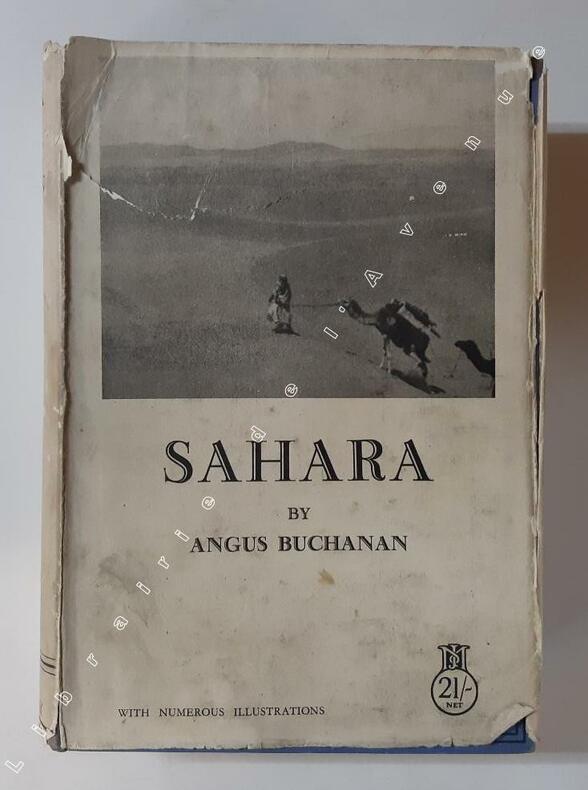 SAHARA
BY
ANGUS BUCHANAN
WITH NUMEROUS ILLUSTRATIONS
21/-
NET
Librairie de l'Avenue